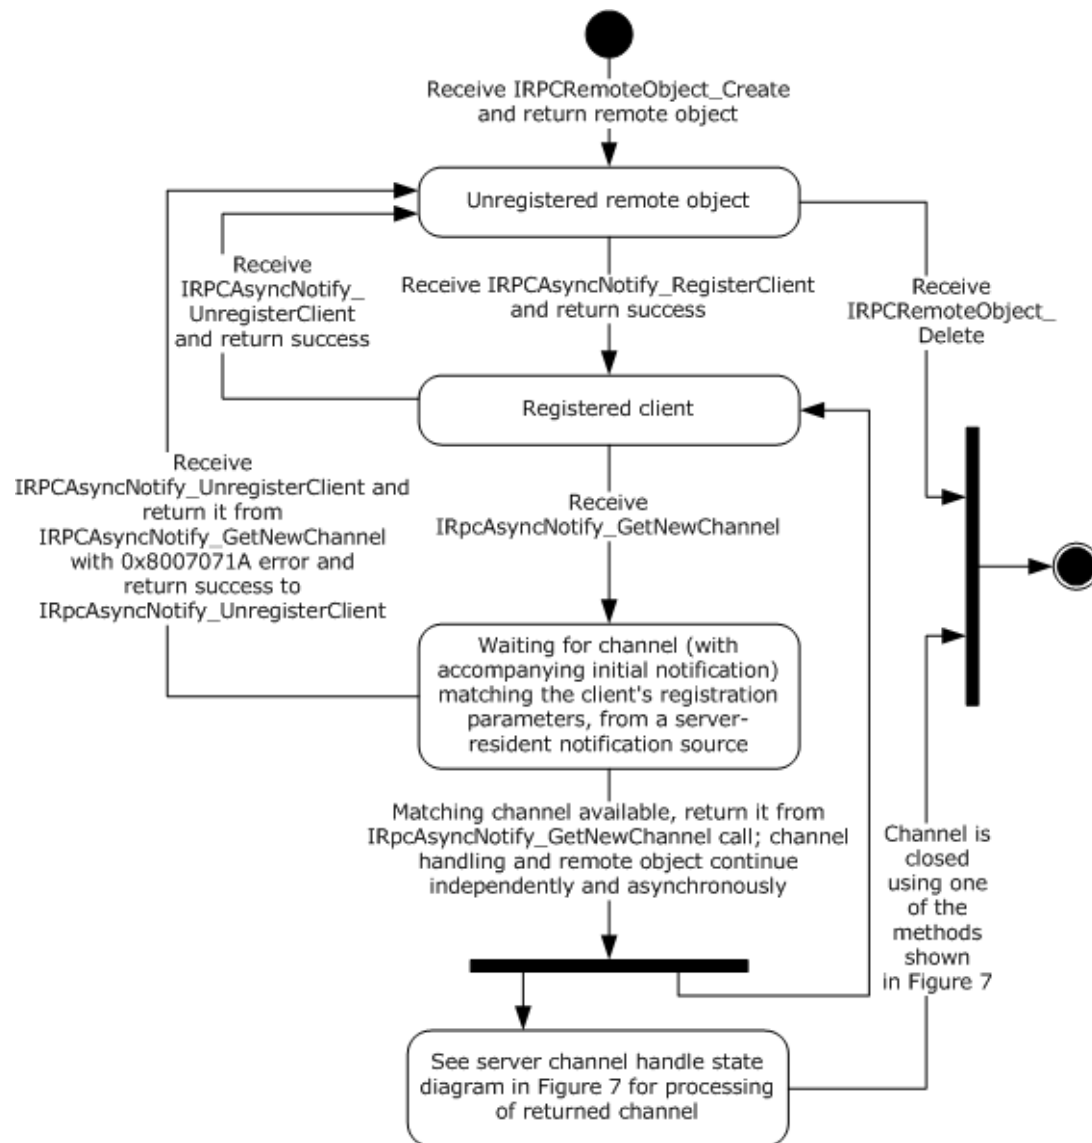 Receive IRPCRemoteObject_Create
and return remote object
Unregistered remote object
Receive
IRPCAsyncNotify_
UnregisterClient
and return success
Receive IRPCAsyncNotify_RegisterClient
and return success
Receive
IRPCRemoteObject_
Delete
Registered client
Receive
IRPCAsyncNotify_UnregisterClient and
return it from
IRPCAsyncNotify_GetNewChannel
with 0x8007071A error and
return success to
IRpcAsyncNotify_UnregisterClient
Receive
IRpcAsyncNotify_GetNewChannel
Waiting for channel (with
accompanying initial notification)
matching the client's registration
parameters, from a server-
resident notification source
Matching channel available, return it from
IRpcAsyncNotify_GetNewChannel call; channel
handling and remote object continue
independently and asynchronously
Channel is
closed
using one
of the
methods
shown
in Figure 7
See server channel handle state
diagram in Figure 7 for processing
of returned channel